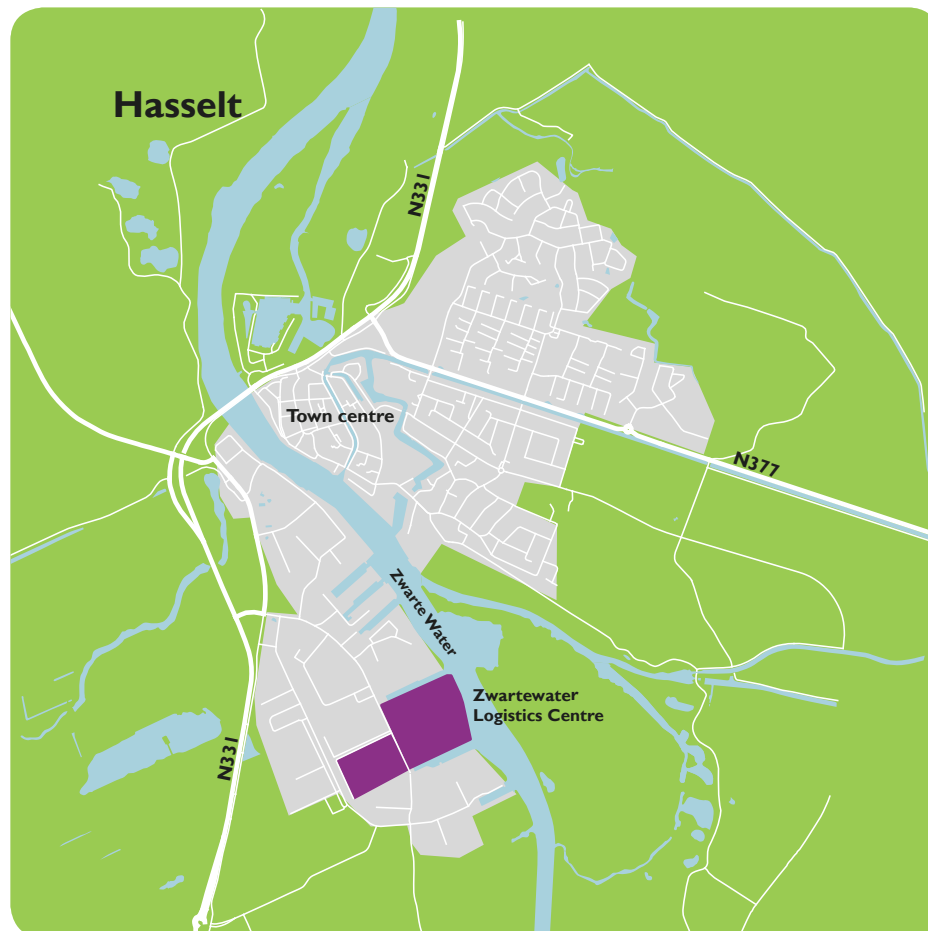 Hasselt
N331
Town centre
N377
Zwarte Water
Zwartewater
Logistics Centre
N331